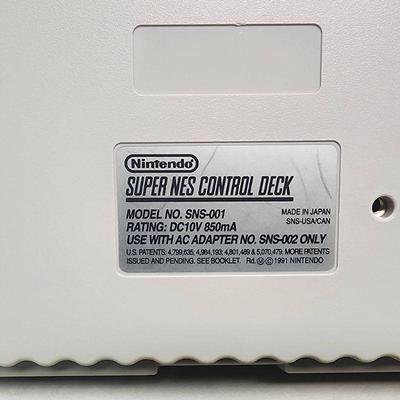 Nintendo
SUPER NES CONTROL DECK
MODEL NO. SNS-001
RATING: DC10V 850mA
USE WITH AC ADAPTER NO. SNS-002 ONLY
MADE IN JAPAN
SNS-USA/CAN
U.S. PATENTS: 4,799,635; 4,984,193; 4,801,489 & 5,070,479. MORE PATENTS
ISSUED AND PENDING. SEE BOOKLET. Rd. Ⓜ © 1991 NINTENDO